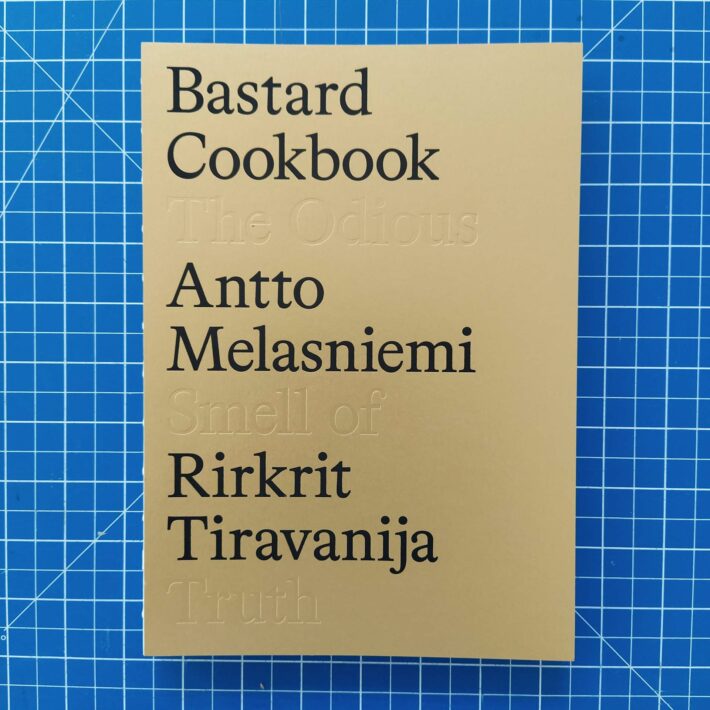 Bastard
Cookbook
The Odious
Antto
Melasniemi
Smell of
Rirkrit
Tiravanija
Truth